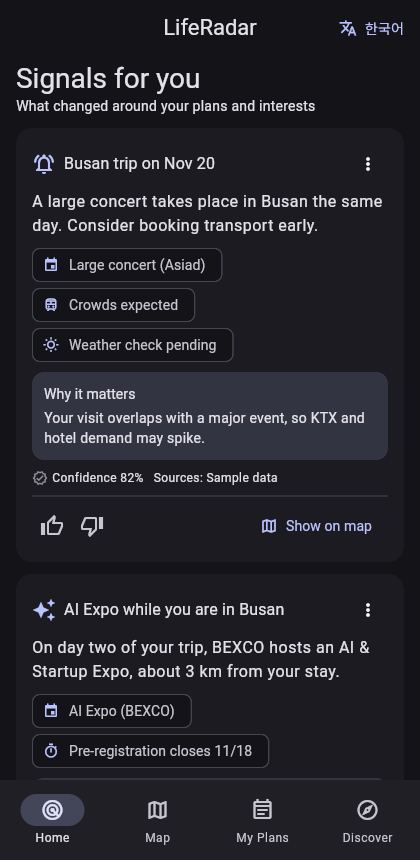 LifeRadar
한국어
Signals for you
What changed around your plans and interests
Busan trip on Nov 20
A large concert takes place in Busan the same
day. Consider booking transport early.
Large concert (Asiad)
Crowds expected
Weather check pending
Why it matters
Your visit overlaps with a major event, so KTX and
hotel demand may spike.
Confidence 82% Sources: Sample data
Show on map
AI Expo while you are in Busan
On day two of your trip, BEXCO hosts an AI &
Startup Expo, about 3 km from your stay.
AI Expo (BEXCO)
Pre-registration closes 11/18
Home
Map
My Plans
Discover